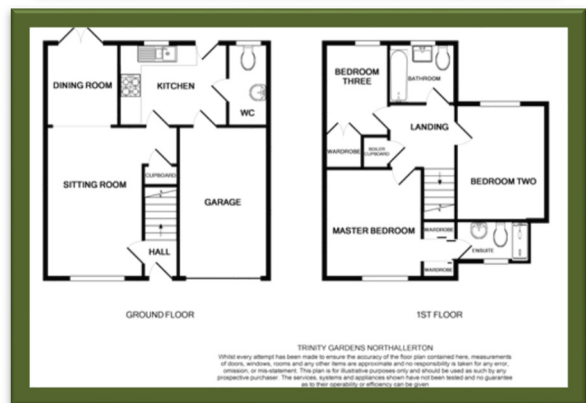 DINING ROOM
KITCHEN
WC
SITTING ROOM
CUPBOARD
GARAGE
HALL
GROUND FLOOR
BEDROOM
THREE
BATHROOM
LANDING
WARDROBE
BOILER
CUPBOARD
BEDROOM TWO
MASTER BEDROOM
WARDROBE
ENSUITE
WARDROBE
1ST FLOOR
TRINITY GARDENS NORTHALLERTON
Whilst every attempt has been made to ensure the accuracy of the floor plan contained here, measurements
of doors, windows, rooms and any other items are approximate and no responsibility is taken for any error,
omission, or mis-statement. This plan is for illustrative purposes only and should be used as such by any
prospective purchaser. The services, systems and appliances shown have not been tested and no guarantee
as to their operability or efficiency can be given